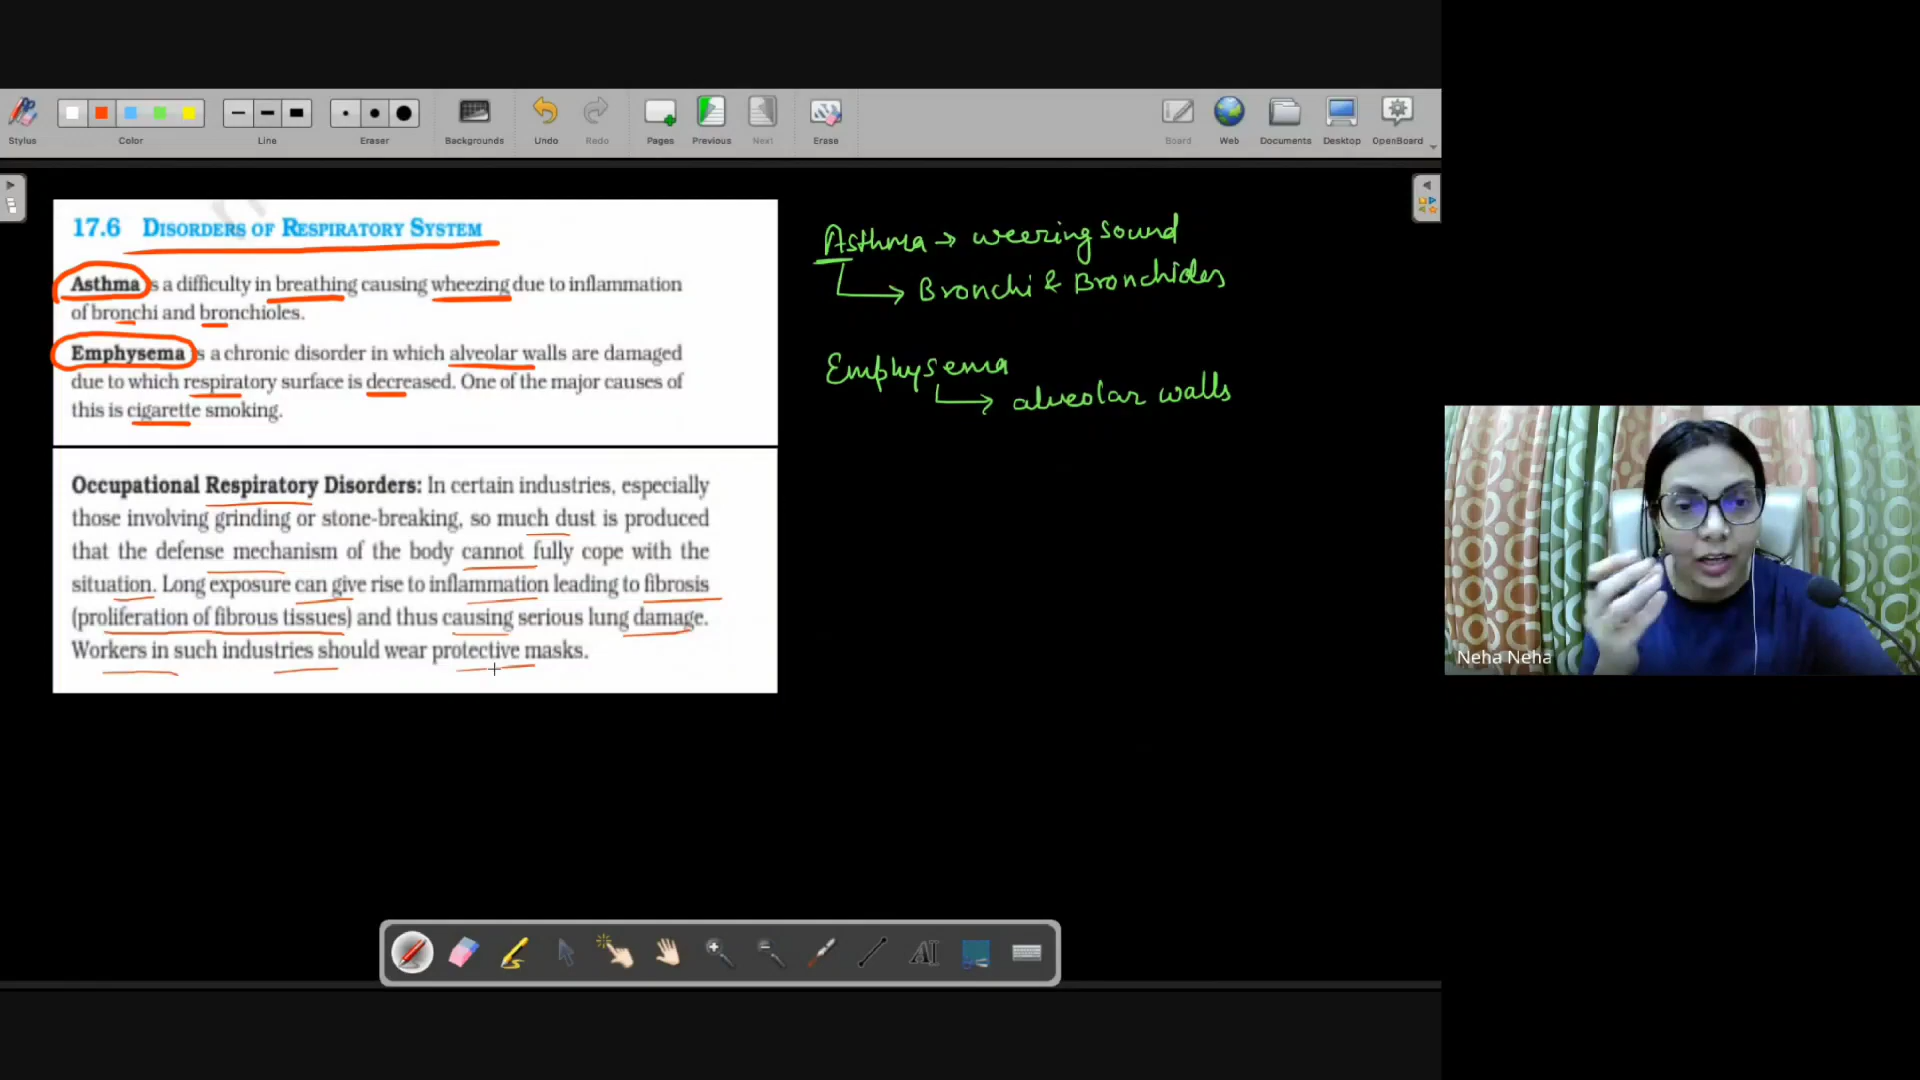 Stylus
Color
Line
Eraser
Backgrounds
Undo
Redo
Pages
Previous
Next
Erase
Board
Web
Documents
Desktop
OpenBoard
17.6 DISORDERS OF RESPIRATORY SYSTEM
Asthma is a difficulty in breathing causing wheezing due to inflammation
of bronchi and bronchioles.
Emphysema is a chronic disorder in which alveolar walls are damaged
due to which respiratory surface is decreased. One of the major causes of
this is cigarette smoking.
Occupational Respiratory Disorders: In certain industries, especially
those involving grinding or stone-breaking, so much dust is produced
that the defense mechanism of the body cannot fully cope with the
situation. Long exposure can give rise to inflammation leading to fibrosis
(proliferation of fibrous tissues) and thus causing serious lung damage.
Workers in such industries should wear protective masks.
Asthma → weezing sound
Bronchi & Bronchioles
Emphysema
alveolar walls
Neha Neha
AI